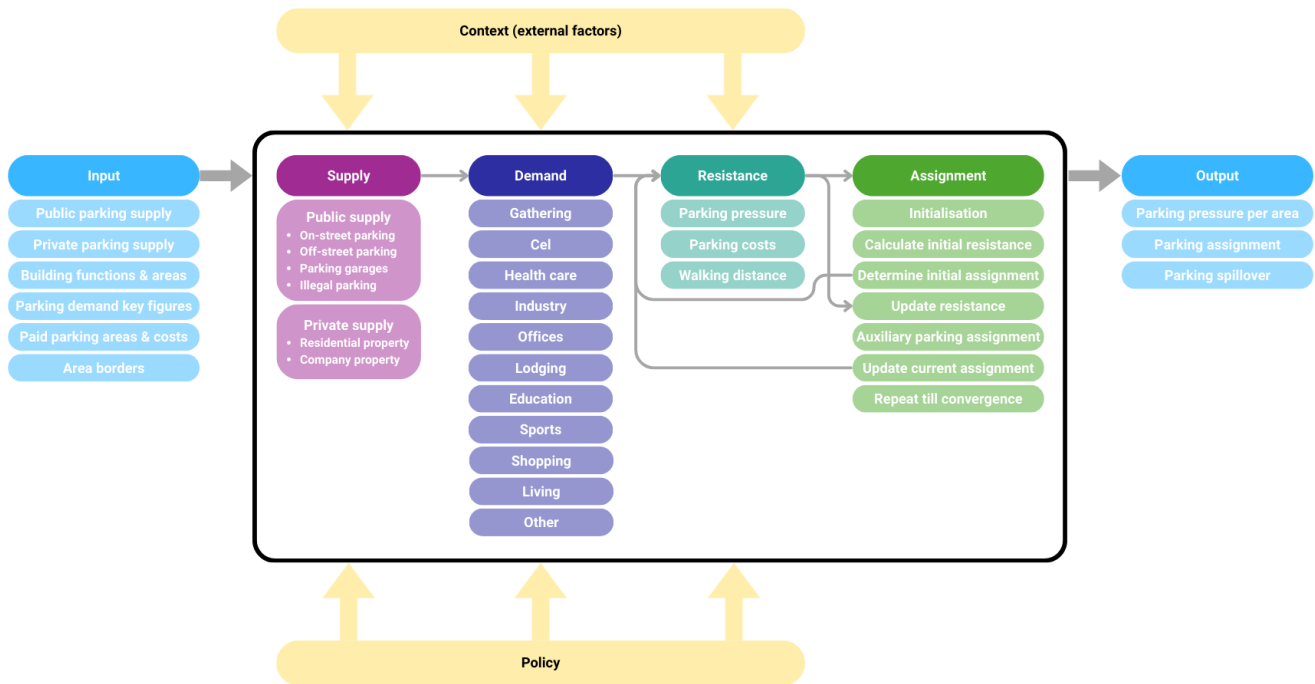 Context (external factors)
Input
Public parking supply
Private parking supply
Building functions & areas
Parking demand key figures
Paid parking areas & costs
Area borders
Supply
Public supply
• On-street parking
• Off-street parking
• Parking garages
• Illegal parking
Private supply
• Residential property
• Company property
Demand
Gathering
Cel
Health care
Industry
Offices
Lodging
Education
Sports
Shopping
Living
Other
Resistance
Parking pressure
Parking costs
Walking distance
Assignment
Initialisation
Calculate initial resistance
Determine initial assignment
Update resistance
Auxiliary parking assignment
Update current assignment
Repeat till convergence
Output
Parking pressure per area
Parking assignment
Parking spillover
Policy